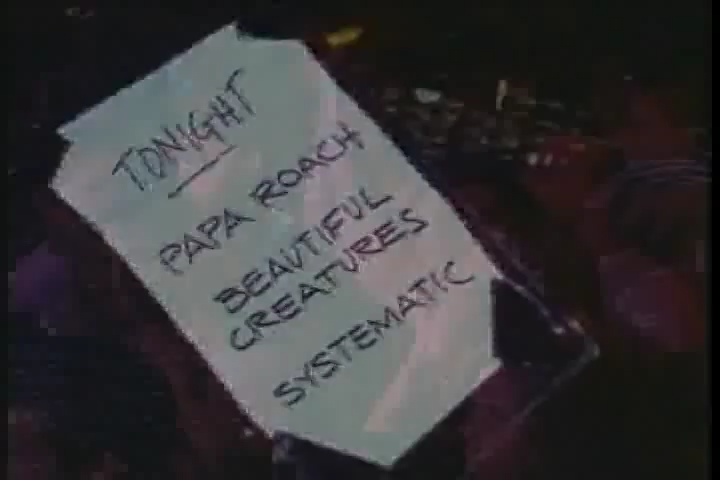 TONIGHT
PAPA ROACH
BEAUTIFUL
CREATURES
SYSTEMATIC